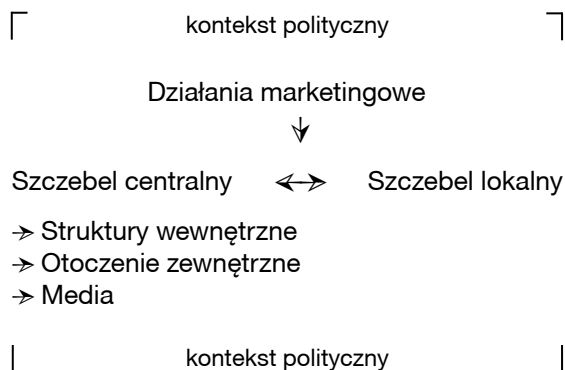 kontekst polityczny
Działania marketingowe
Szczebel centralny Szczebel lokalny
Struktury wewnętrzne
Otoczenie zewnętrzne
Media
kontekst polityczny